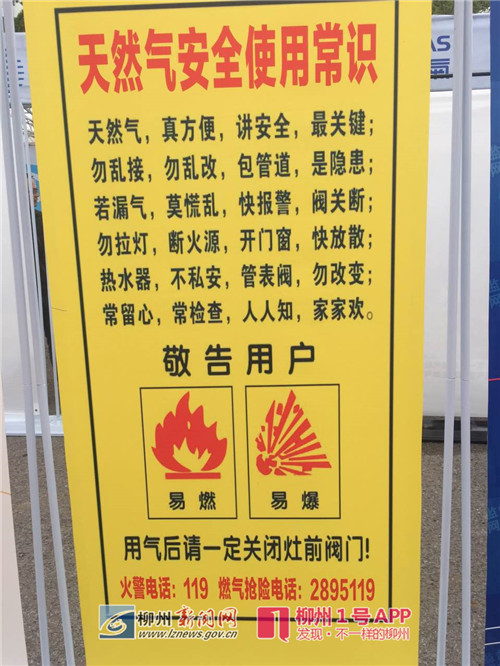 天然气安全使用常识
天然气，真方便，讲安全，最关键；
勿乱接，勿乱改，包管道，是隐患；
若漏气，莫慌乱，快报警，阀关断；
勿拉灯，断火源，开门窗，快放散；
热水器，不私安，管表阀，勿改变；
常留心，常检查，人人知，家家欢。
敬告用户
易燃 易爆
用气后请一定关闭灶前阀门!
火警电话：119 燃气抢险电话：2895119
柳州新闻网
www.lznews.gov.cn
柳州1号APP
发现·不一样的柳州